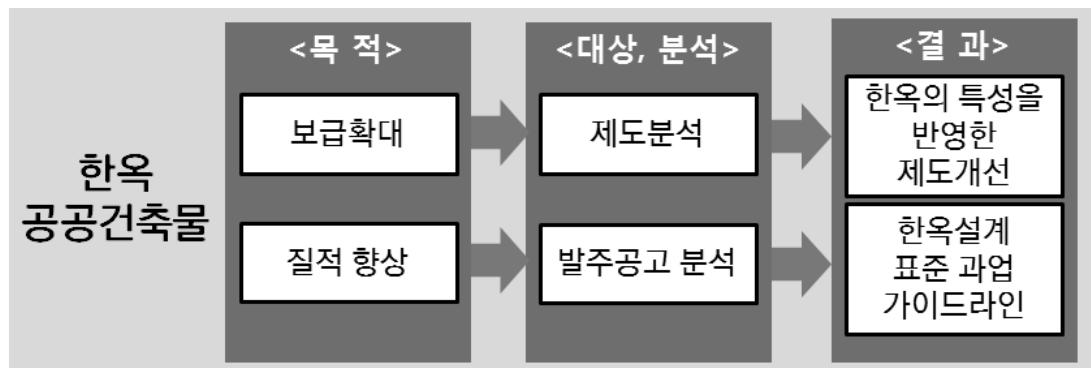 한옥
공공건축물
<목 적>
보급확대
질적 향상
<대상, 분석>
제도분석
발주공고 분석
<결 과>
한옥의 특성을
반영한
제도개선
한옥설계
표준 과업
가이드라인